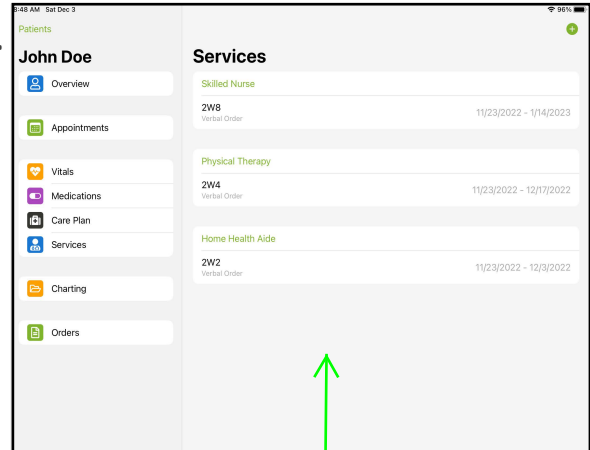 8:48 AM Sat Dec 3
96%
Patients
John Doe
Overview
Appointments
Vitals
Medications
Care Plan
Services
Charting
Orders
Services
Skilled Nurse
2W8
11/23/2022 - 1/14/2023
Verbal Order
Physical Therapy
2W4
11/23/2022 - 12/17/2022
Verbal Order
Home Health Aide
2W2
11/23/2022 - 12/3/2022
Verbal Order